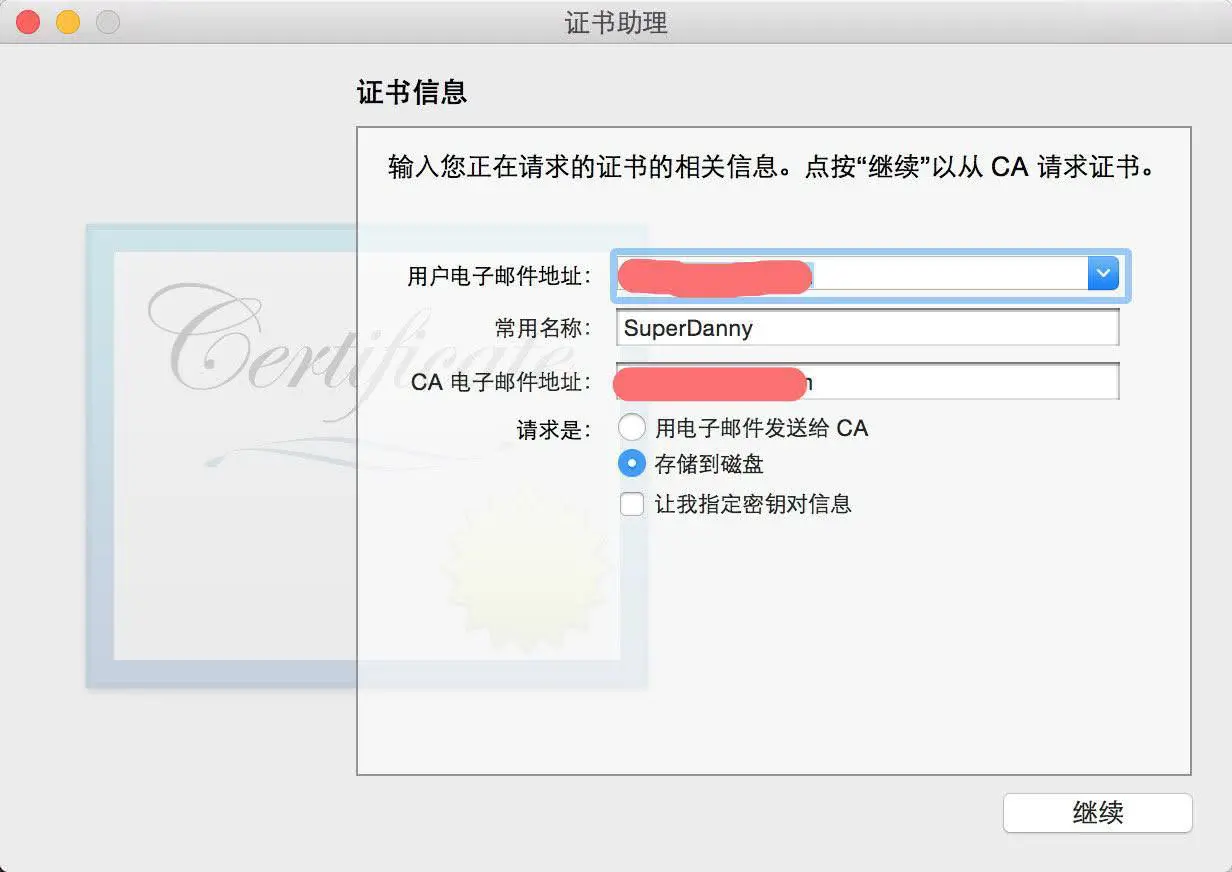 证书助理
证书信息
输入您正在请求的证书的相关信息。点按“继续”以从 CA 请求证书。
Certificate
用户电子邮件地址：
常用名称： SuperDanny
CA 电子邮件地址：
请求是： 用电子邮件发送给 CA
存储到磁盘
让我指定密钥对信息
继续